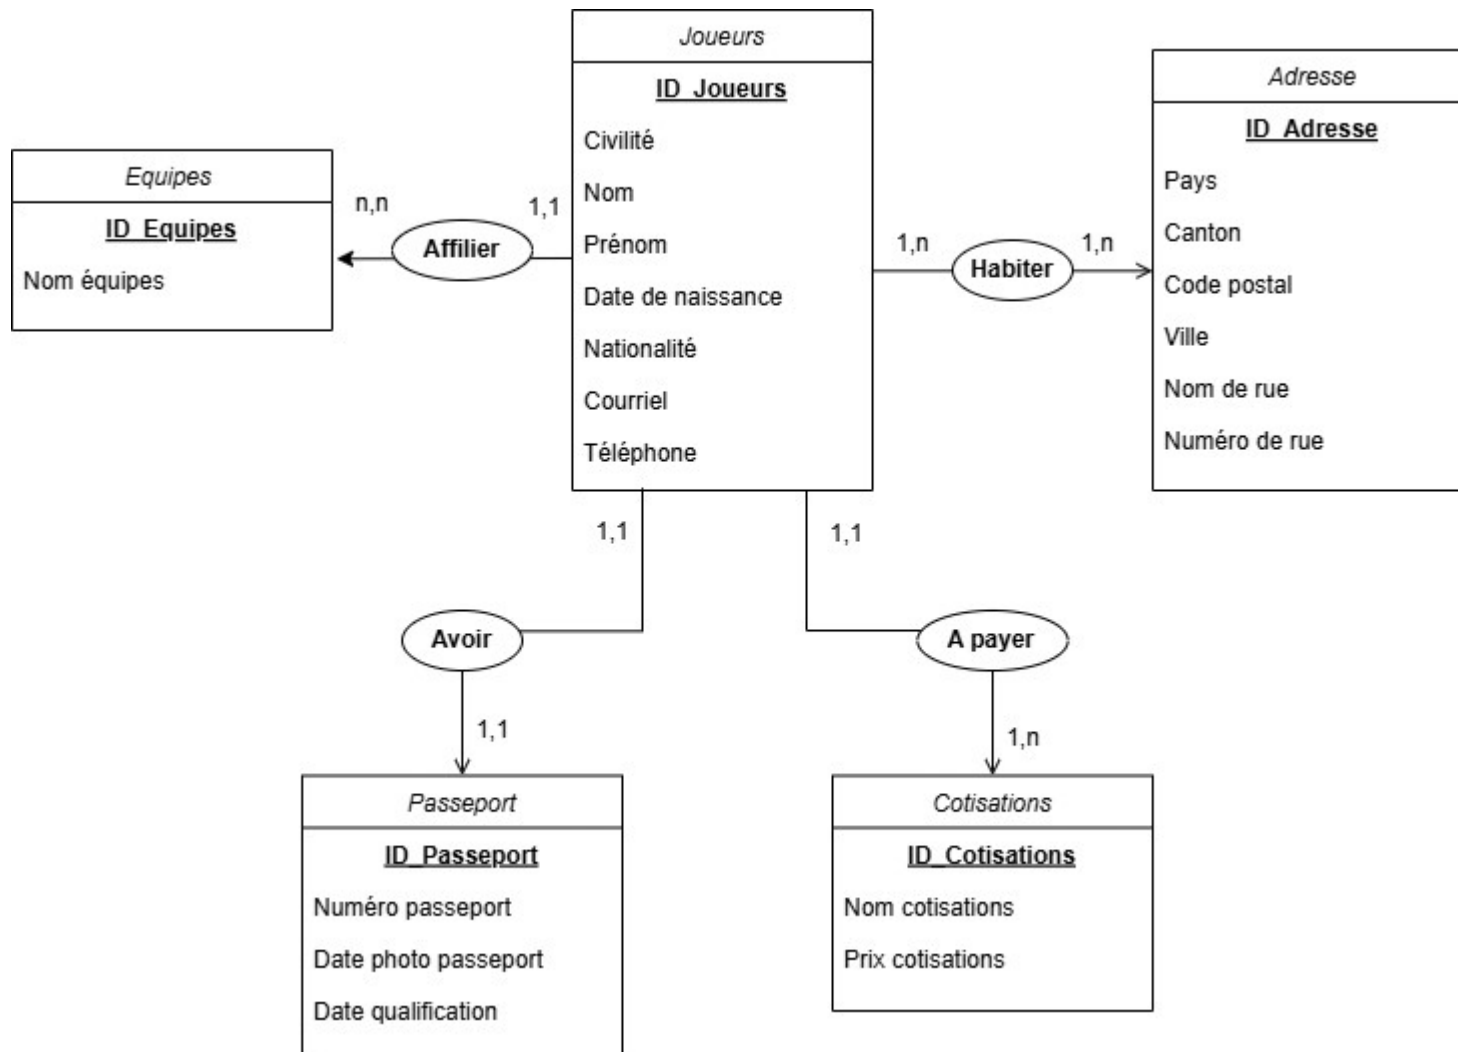 Joueurs
ID_Joueurs
Civilité
Nom
Prénom
Date de naissance
Nationalité
Courriel
Téléphone
Equipes
ID_Equipes
Nom équipes
n,n
Affilier
1,1
1,n
Habiter
1,n
Adresse
ID_Adresse
Pays
Canton
Code postal
Ville
Nom de rue
Numéro de rue
1,1
Avoir
1,1
1,1
A payer
1,n
Passeport
ID_Passeport
Numéro passeport
Date photo passeport
Date qualification
Cotisations
ID_Cotisations
Nom cotisations
Prix cotisations